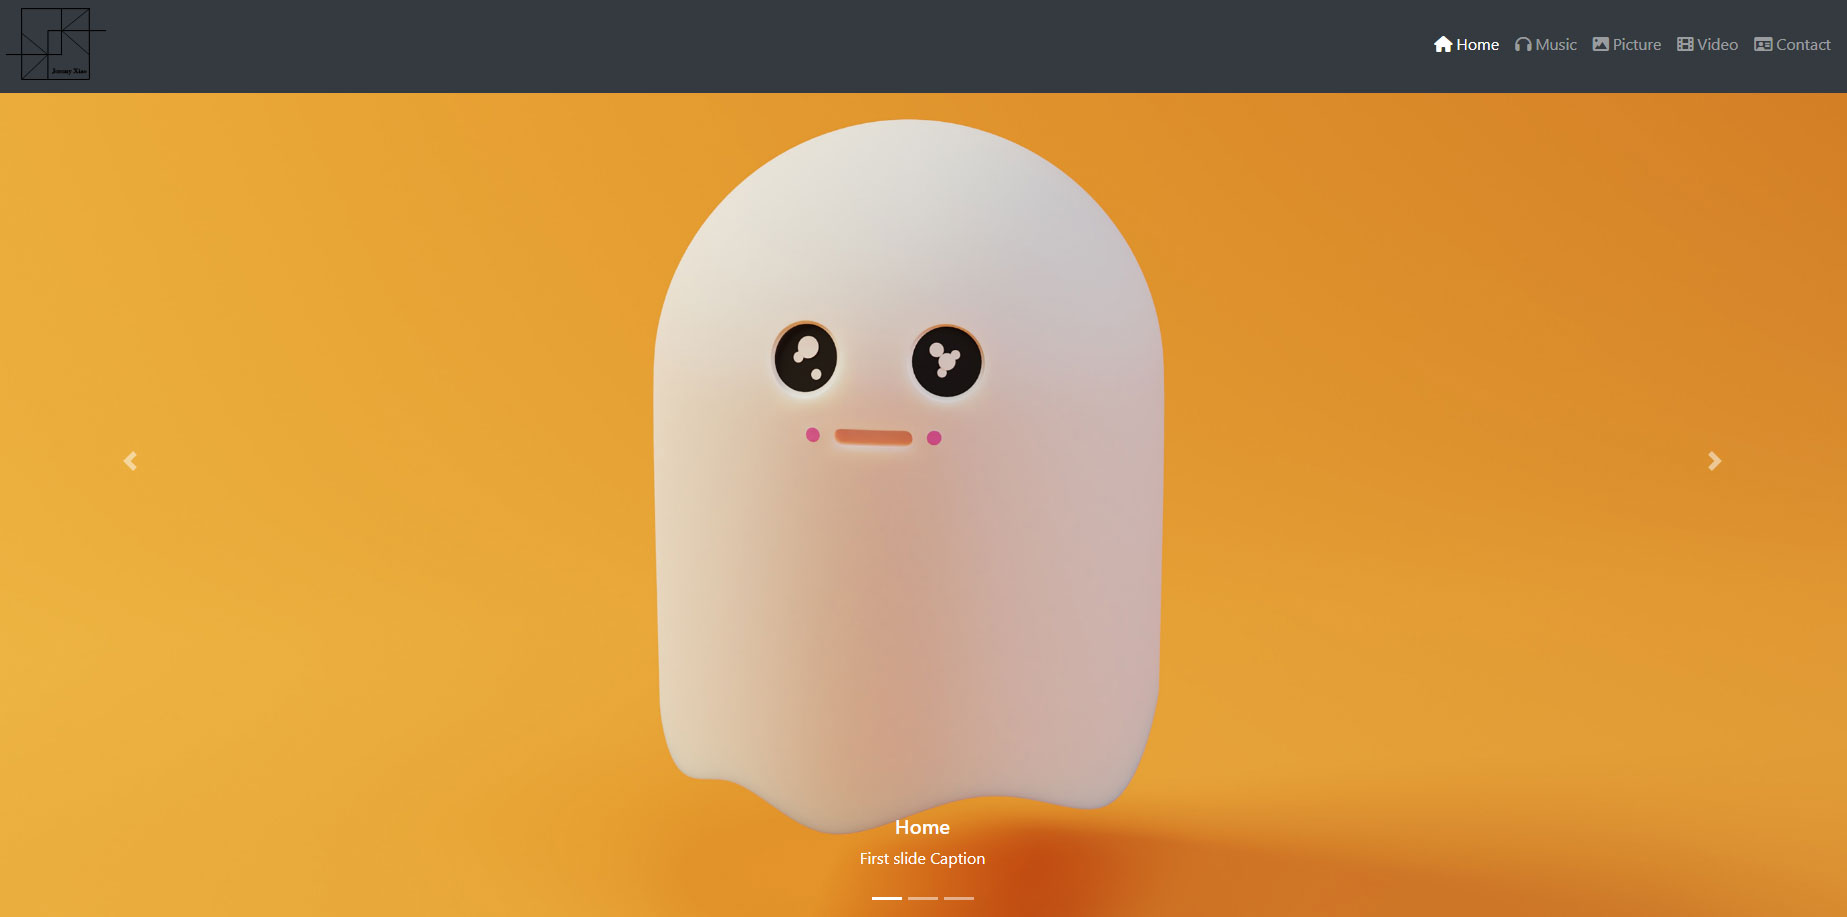 Home
Music
Picture
Video
Contact
Home
First slide Caption